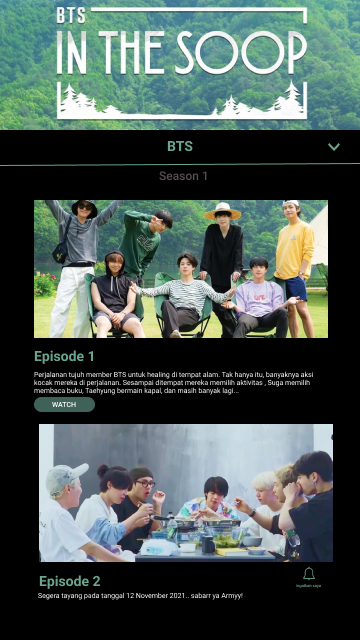 BTS
IN THE SOOP
BTS
Season 1
Episode 1
Perjalanan tujuh member BTS untuk healing di tempat alam. Tak hanya itu, banyaknya aksi
kocak mereka di perjalanan. Sesampai ditempat mereka memilih aktivitas , Suga memilih
membaca buku, Taehyung bermain kapal, dan masih banyak lagi...
WATCH
Episode 2
Ingatkan saya
Segera tayang pada tanggal 12 November 2021.. sabarr ya Armyy!